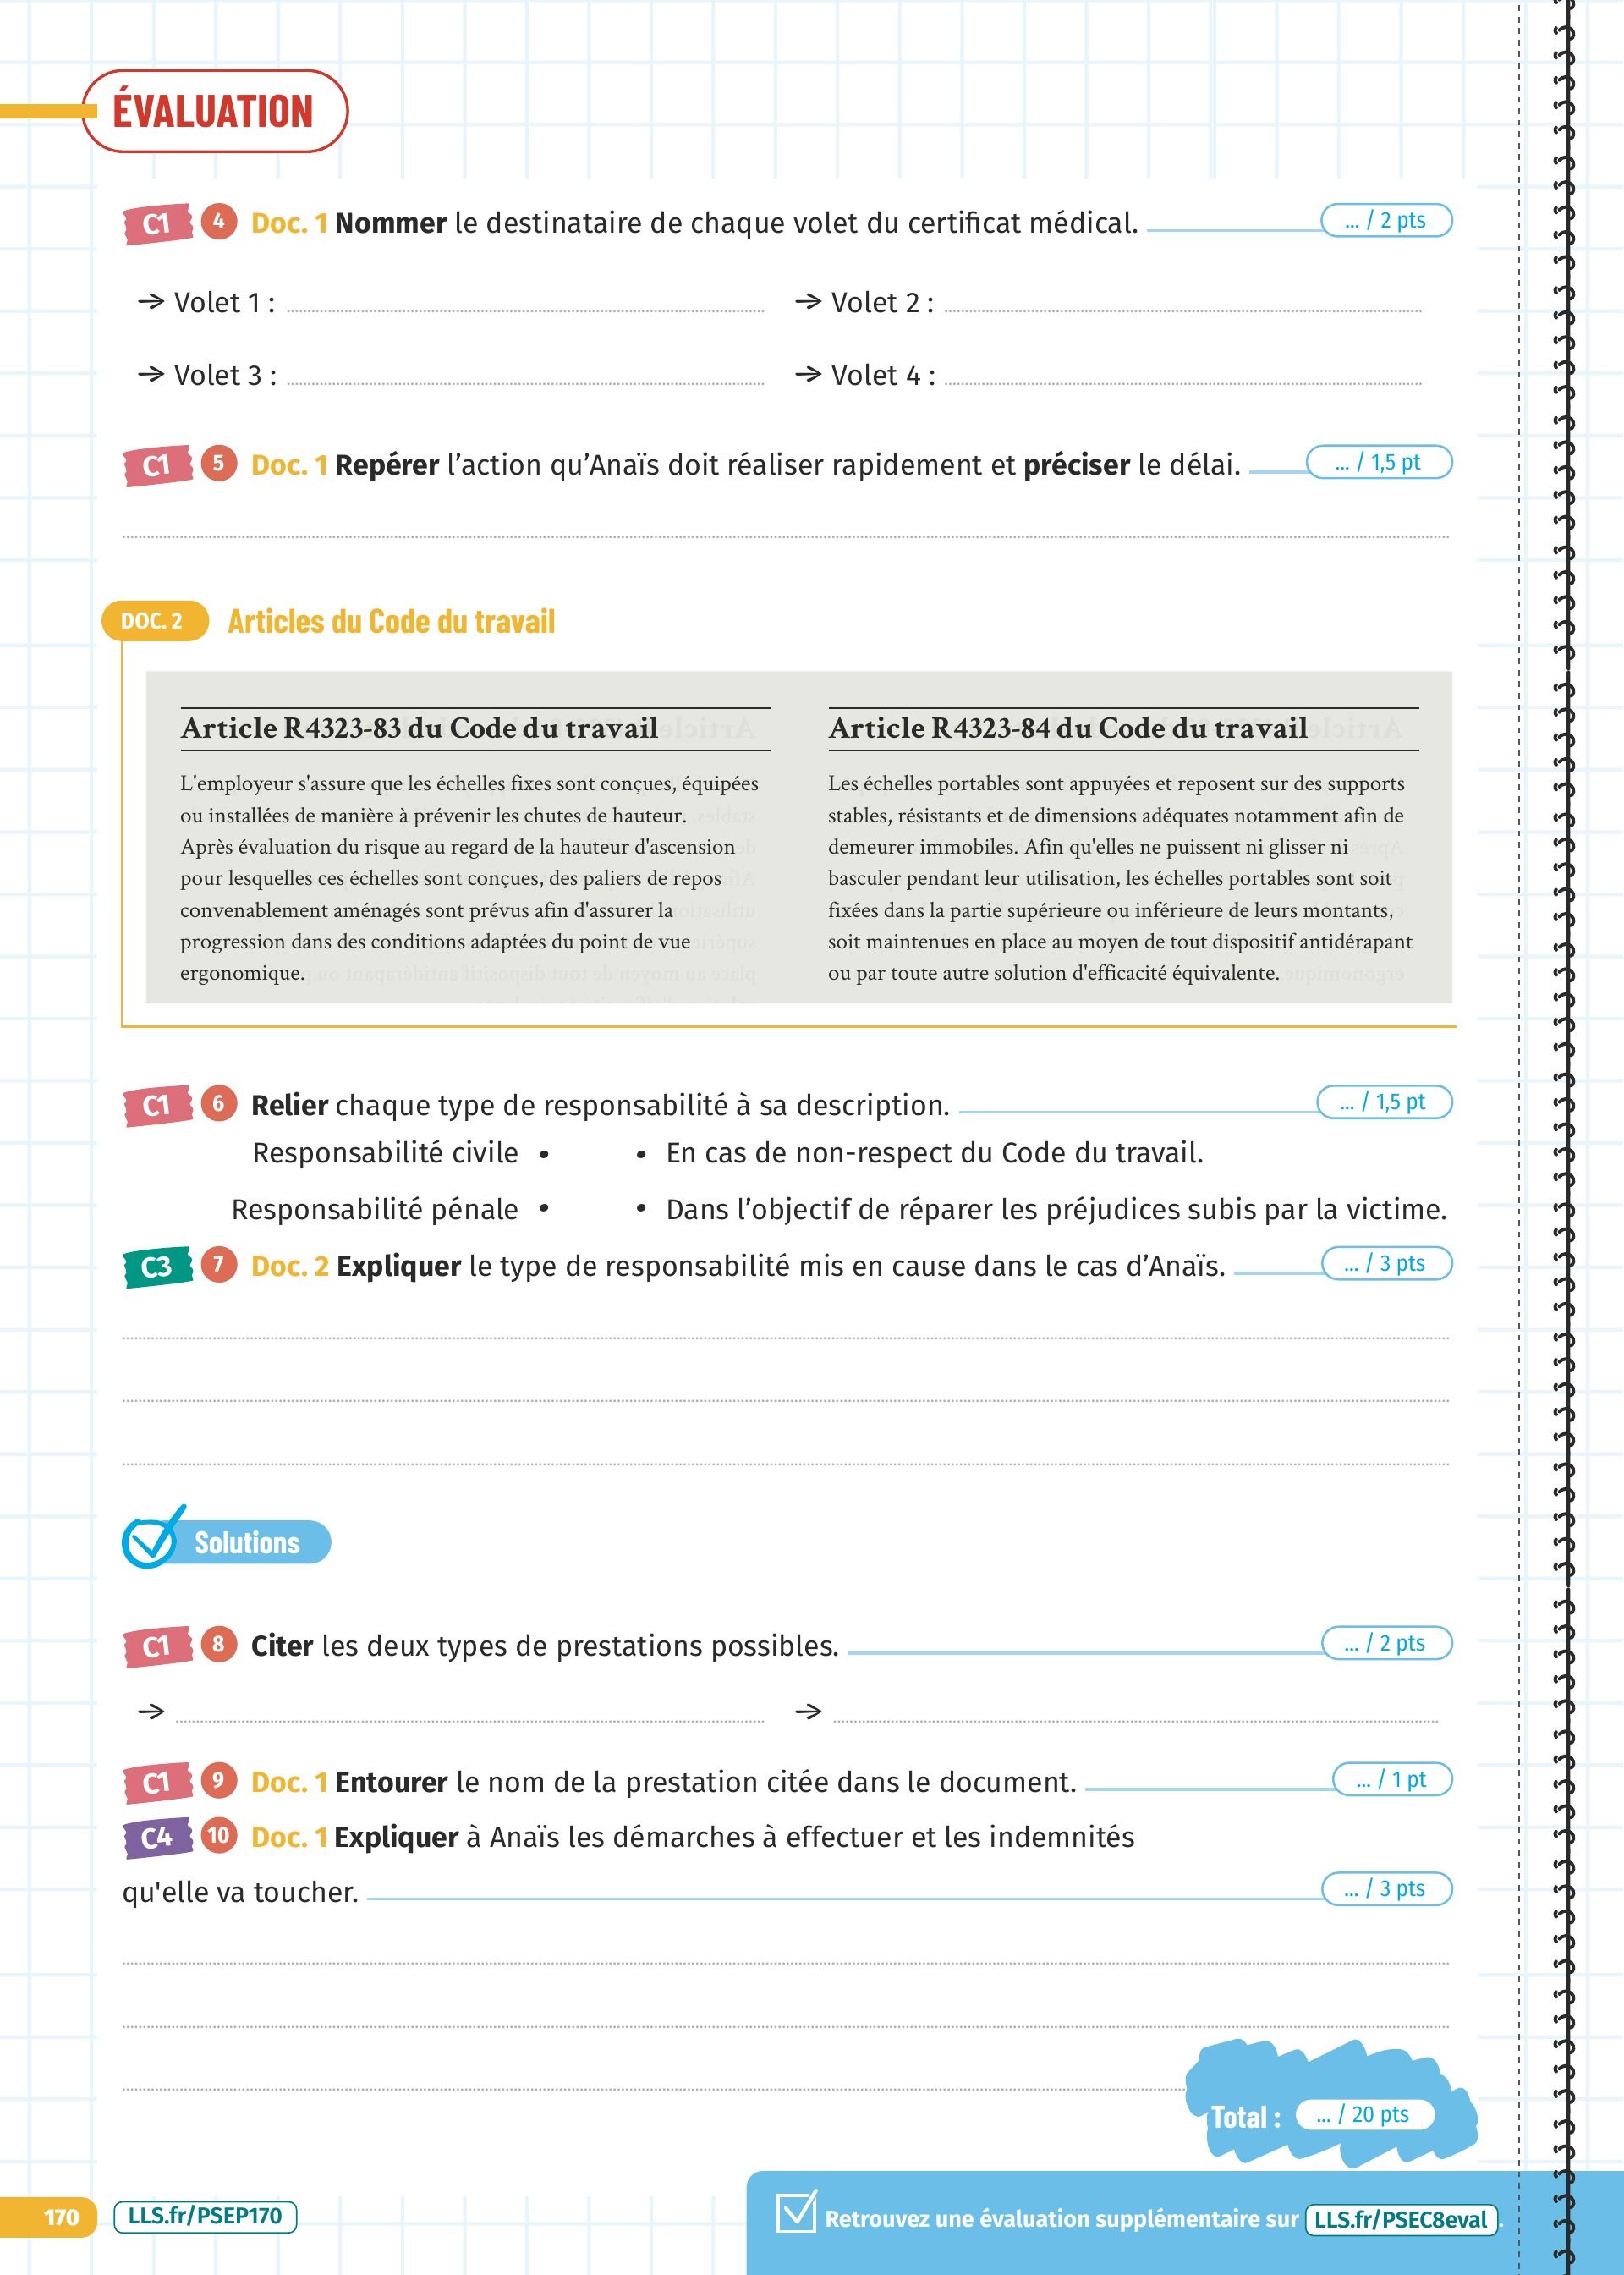 ÉVALUATION
C1 4 Doc. 1 Nommer le destinataire de chaque volet du certificat médical. ... / 2 pts
→ Volet 1 : → Volet 2 :
→ Volet 3 : → Volet 4 :
C1 5 Doc. 1 Repérer l’action qu’Anaïs doit réaliser rapidement et préciser le délai. ... / 1,5 pt
DOC. 2 Articles du Code du travail
Article R4323-83 du Code du travail
L'employeur s'assure que les échelles fixes sont conçues, équipées
ou installées de manière à prévenir les chutes de hauteur.
Après évaluation du risque au regard de la hauteur d'ascension
pour lesquelles ces échelles sont conçues, des paliers de repos
convenablement aménagés sont prévus afin d'assurer la
progression dans des conditions adaptées du point de vue
ergonomique.
Article R4323-84 du Code du travail
Les échelles portables sont appuyées et reposent sur des supports
stables, résistants et de dimensions adéquates notamment afin de
demeurer immobiles. Afin qu'elles ne puissent ni glisser ni
basculer pendant leur utilisation, les échelles portables sont soit
fixées dans la partie supérieure ou inférieure de leurs montants,
soit maintenues en place au moyen de tout dispositif antidérapant
ou par toute autre solution d'efficacité équivalente.
C1 6 Relier chaque type de responsabilité à sa description. ... / 1,5 pt
Responsabilité civile • • En cas de non-respect du Code du travail.
Responsabilité pénale • • Dans l’objectif de réparer les préjudices subis par la victime.
C3 7 Doc. 2 Expliquer le type de responsabilité mis en cause dans le cas d’Anaïs. ... / 3 pts
Solutions
C1 8 Citer les deux types de prestations possibles. ... / 2 pts
→ →
C1 9 Doc. 1 Entourer le nom de la prestation citée dans le document. ... / 1 pt
C4 10 Doc. 1 Expliquer à Anaïs les démarches à effectuer et les indemnités
qu'elle va toucher. ... / 3 pts
Total : ... / 20 pts
170 LLS.fr/PSEP170
Retrouvez une évaluation supplémentaire sur LLS.fr/PSEC8eval.